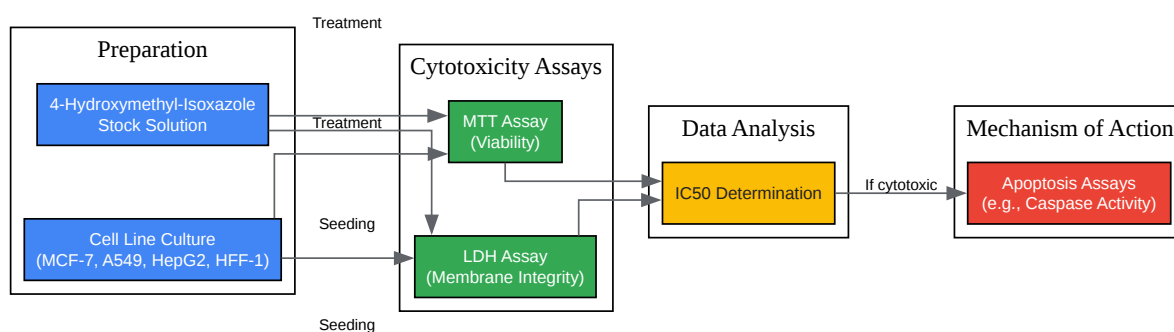 Treatment
Preparation
4-Hydroxymethyl-Isoxazole
Stock Solution
Treatment
Cell Line Culture
(MCF-7, A549, HepG2, HFF-1)
Seeding
Seeding
Cytotoxicity Assays
MTT Assay
(Viability)
LDH Assay
(Membrane Integrity)
Data Analysis
IC50 Determination
If cytotoxic
Mechanism of Action
Apoptosis Assays
(e.g., Caspase Activity)